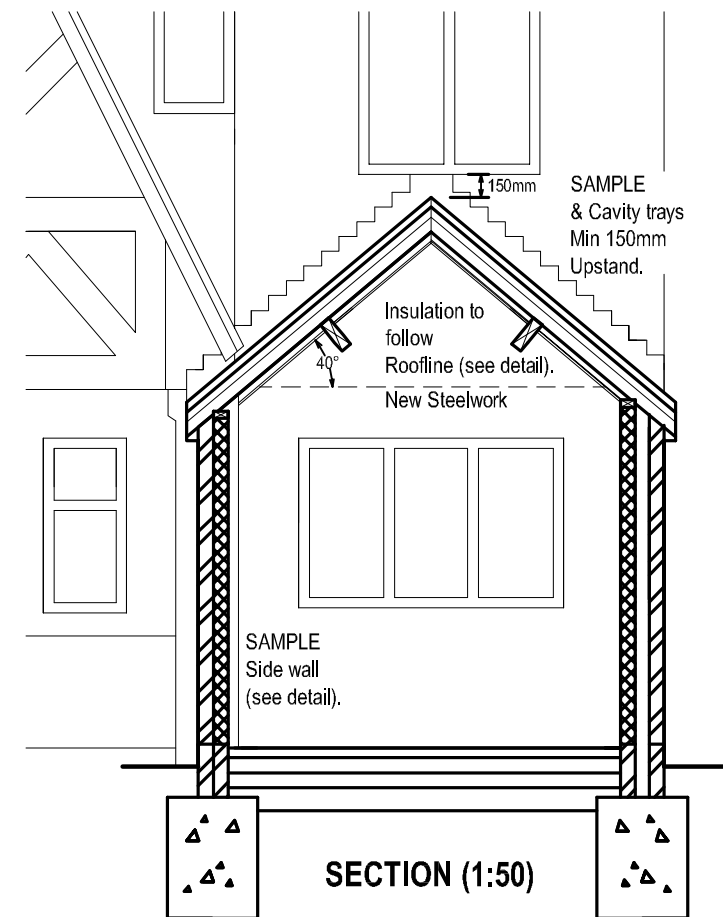 150mm
SAMPLE
& Cavity trays
Min 150mm
Upstand.
Insulation to
follow
Roofline (see detail).
40°
New Steelwork
SAMPLE
Side wall
(see detail).
SECTION (1:50)